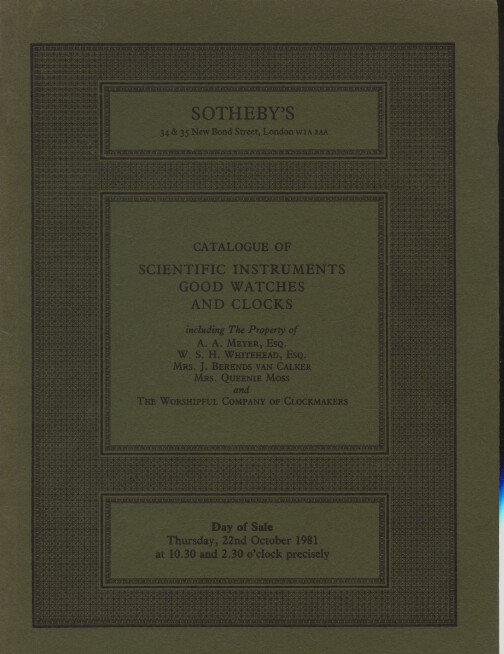 SOTHEBY'S
34 & 35 New Bond Street, London W1A 2AA
CATALOGUE OF
SCIENTIFIC INSTRUMENTS
GOOD WATCHES
AND CLOCKS
including The Property of
A. A. MEYER, ESQ.
W. S. H. WHITEHEAD, ESQ.
MRS. J. BERENDS VAN CALKER
MRS. QUEENIE MOSS
and
THE WORSHIPFUL COMPANY OF CLOCKMAKERS
Day of Sale
Thursday, 22nd October 1981
at 10.30 and 2.30 o'clock precisely